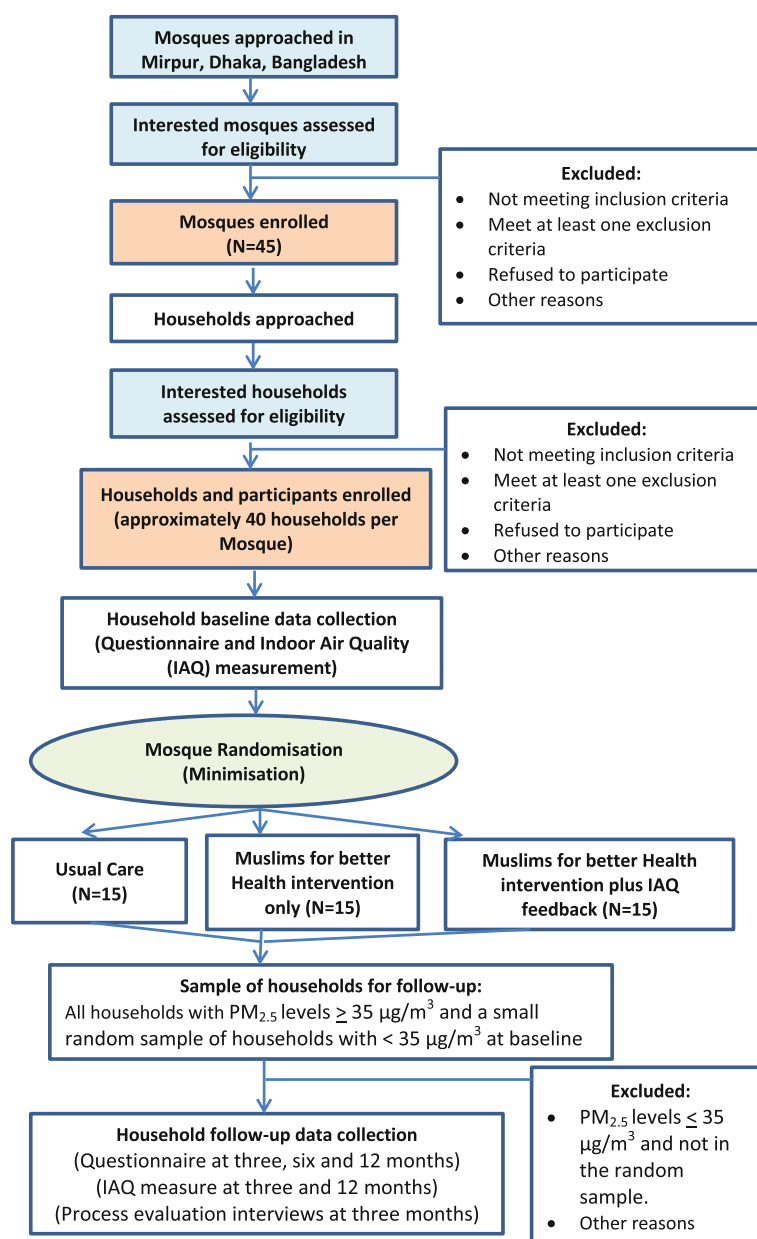 Mosques approached in
Mirpur, Dhaka, Bangladesh
Interested mosques assessed
for eligibility
Excluded:
• Not meeting inclusion criteria
• Meet at least one exclusion
criteria
• Refused to participate
• Other reasons
Mosques enrolled
(N=45)
Households approached
Interested households
assessed for eligibility
Excluded:
• Not meeting inclusion criteria
• Meet at least one exclusion
criteria
• Refused to participate
• Other reasons
Households and participants enrolled
(approximately 40 households per
Mosque)
Household baseline data collection
(Questionnaire and Indoor Air Quality
(IAQ) measurement)
Mosque Randomisation
(Minimisation)
Usual Care
(N=15)
Muslims for better
Health intervention
only (N=15)
Muslims for better Health
intervention plus IAQ
feedback (N=15)
Sample of households for follow-up:
All households with PM₂.₅ levels ≥ 35 µg/m³ and a small
random sample of households with < 35 µg/m³ at baseline
Excluded:
• PM₂.₅ levels ≤ 35
µg/m³ and not in
the random
sample.
• Other reasons
Household follow-up data collection
(Questionnaire at three, six and 12 months)
(IAQ measure at three and 12 months)
(Process evaluation interviews at three months)